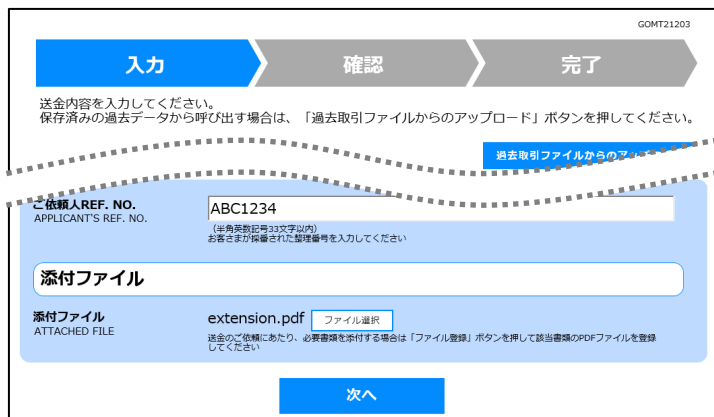 GOMT21203
入力
確認
完了
送金内容を入力してください。
保存済みの過去データから呼び出す場合は、「過去取引ファイルからのアップロード」ボタンを押してください。
過去取引ファイルからのアップ
ご依頼人REF. NO.
APPLICANT'S REF. NO.
ABC1234
(半角英数記号33文字以内)
お客さまが採番された整理番号を入力してください
添付ファイル
添付ファイル
ATTACHED FILE
extension.pdf
ファイル選択
送金のご依頼にあたり、必要書類を添付する場合は「ファイル登録」ボタンを押して該当書類のPDFファイルを登録
してください
次へ